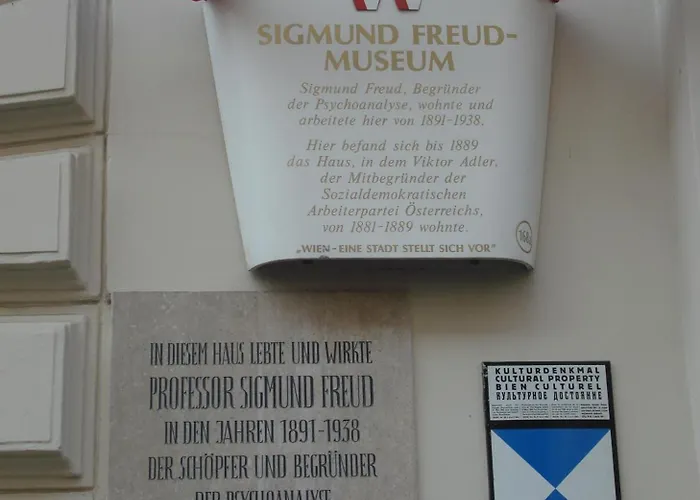 W
SIGMUND FREUD-
MUSEUM
Sigmund Freud, Begründer
der Psychoanalyse, wohnte und
arbeitete hier von 1891-1938.
Hier befand sich bis 1889
das Haus, in dem Viktor Adler,
der Mitbegründer der
Sozialdemokratischen
Arbeiterpartei Österreichs,
von 1881-1889 wohnte.
„WIEN - EINE STADT STELLT SICH VOR"
IN DIESEM HAUS LEBTE UND WIRKTE
PROFESSOR SIGMUND FREUD
IN DEN JAHREN 1891-1938
DER SCHÖPFER UND BEGRÜNDER
DER PSYCHOANALYSE
KULTURDENKMAL
CULTURAL PROPERTY
BIEN CULTUREL
КУЛЬТУРНОЕ ДОСТОЯНИЕ